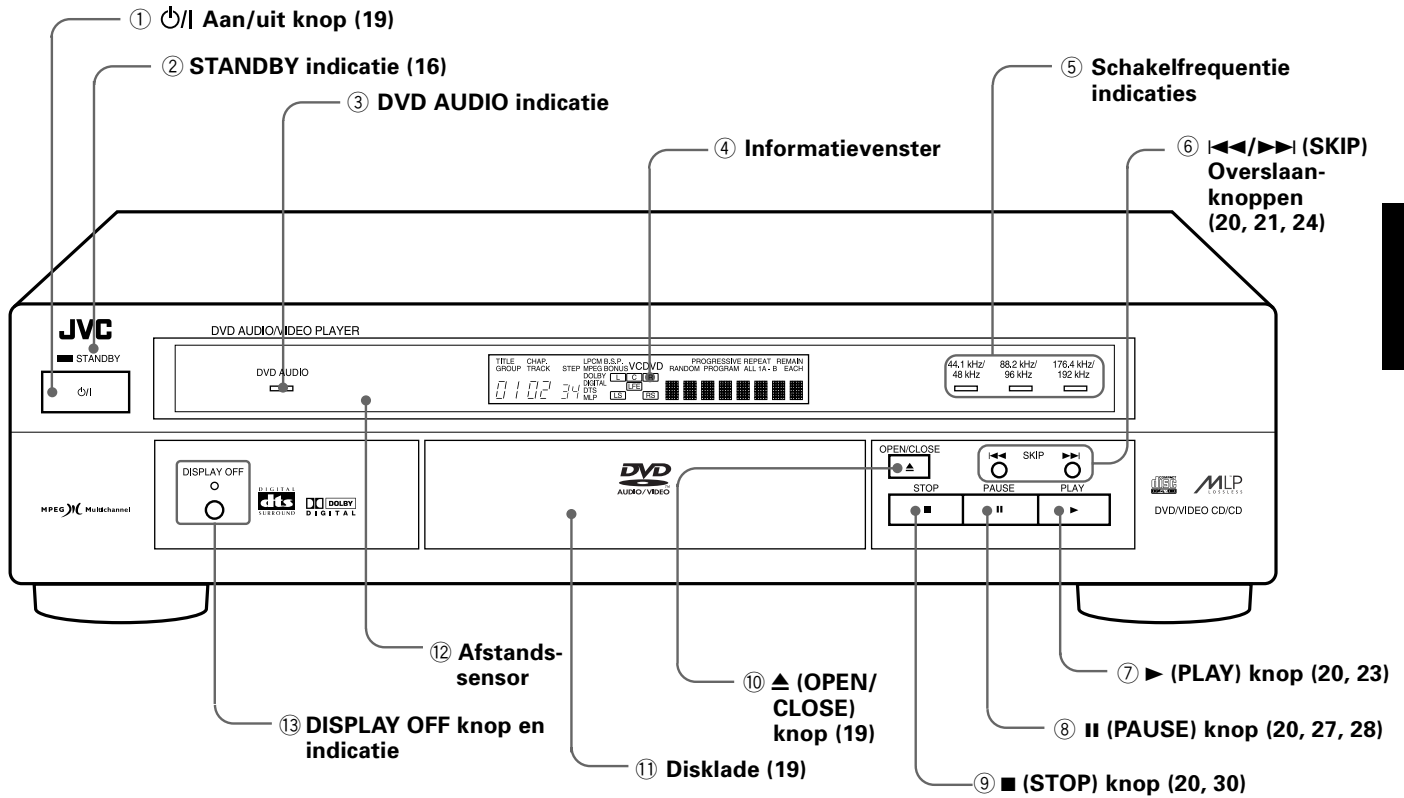 ① ⏻/I Aan/uit knop (19)
② STANDBY indicatie (16)
③ DVD AUDIO indicatie
④ Informatievenster
⑤ Schakelfrequentie
indicaties
⑥ ⏮/⏭ (SKIP)
Overslaan-
knoppen
(20, 21, 24)
JVC
STANDBY
⏻/I
DVD AUDIO/VIDEO PLAYER
DVD AUDIO
TITLE CHAP. LPCM B.S.P. PROGRESSIVE REPEAT REMAIN
GROUP TRACK STEP MPEG BONUS VCDVD RANDOM PROGRAM ALL 1A - B EACH
DOLBY L C R
DIGITAL LFE
01 02 34 DTS
MLP LS RS
44.1 kHz/ 88.2 kHz/ 176.4 kHz/
48 kHz 96 kHz 192 kHz
DISPLAY OFF
MPEG Multichannel
DIGITAL
dts
SURROUND
DOLBY
DIGITAL
DVD
AUDIO/VIDEO
OPEN/CLOSE
⏏
⏮ SKIP ⏭
STOP PAUSE PLAY
■ ⏸ ►
disc
MLP
LOSSLESS
DVD/VIDEO CD/CD
⑫ Afstands-
sensor
⑬ DISPLAY OFF knop en
indicatie
⑪ Disklade (19)
⑩ ⏏ (OPEN/
CLOSE)
knop (19)
⑦ ► (PLAY) knop (20, 23)
⑧ ⏸ (PAUSE) knop (20, 27, 28)
⑨ ■ (STOP) knop (20, 30)